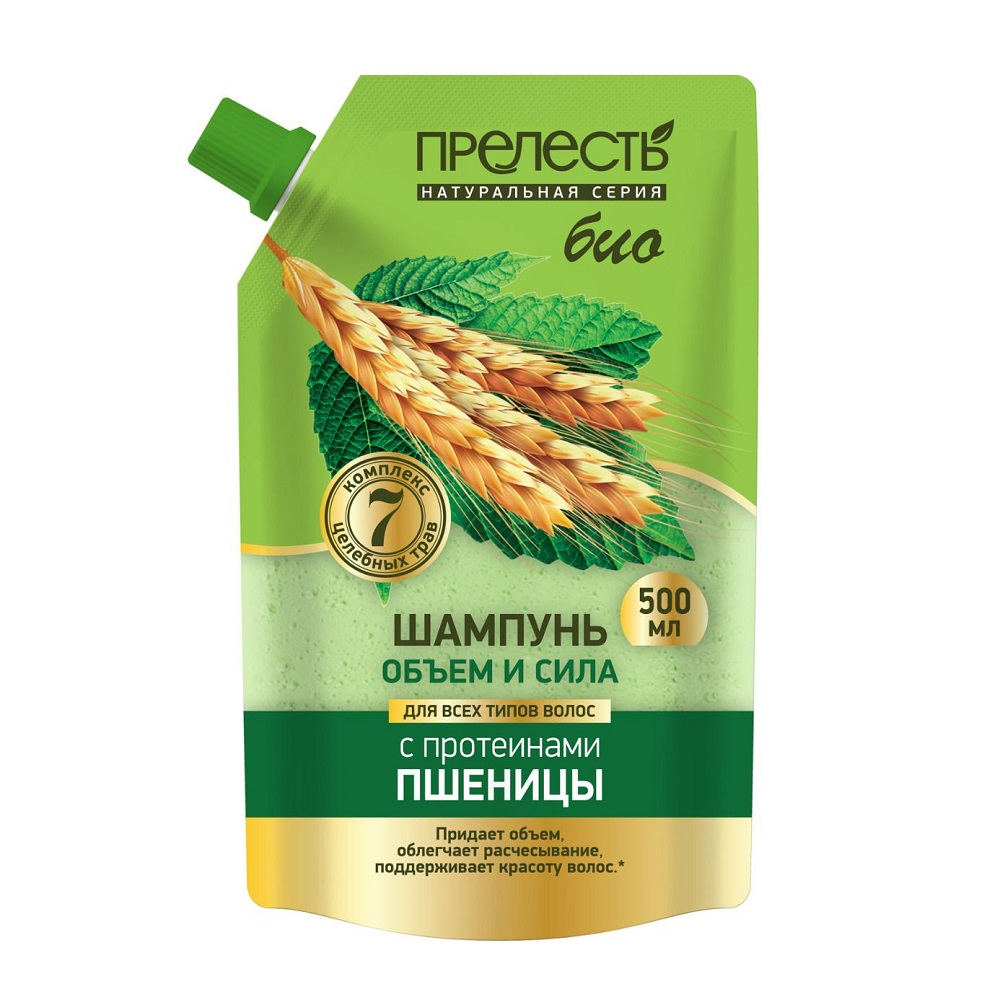 ПРЕЛЕСТЬ
НАТУРАЛЬНАЯ СЕРИЯ
био
КОМПЛЕКС
7
целебных трав
500
МЛ
ШАМПУНЬ
ОБЪЕМ И СИЛА
ДЛЯ ВСЕХ ТИПОВ ВОЛОС
с протеинами
ПШЕНИЦЫ
Придает объем,
облегчает расчесывание,
поддерживает красоту волос.*